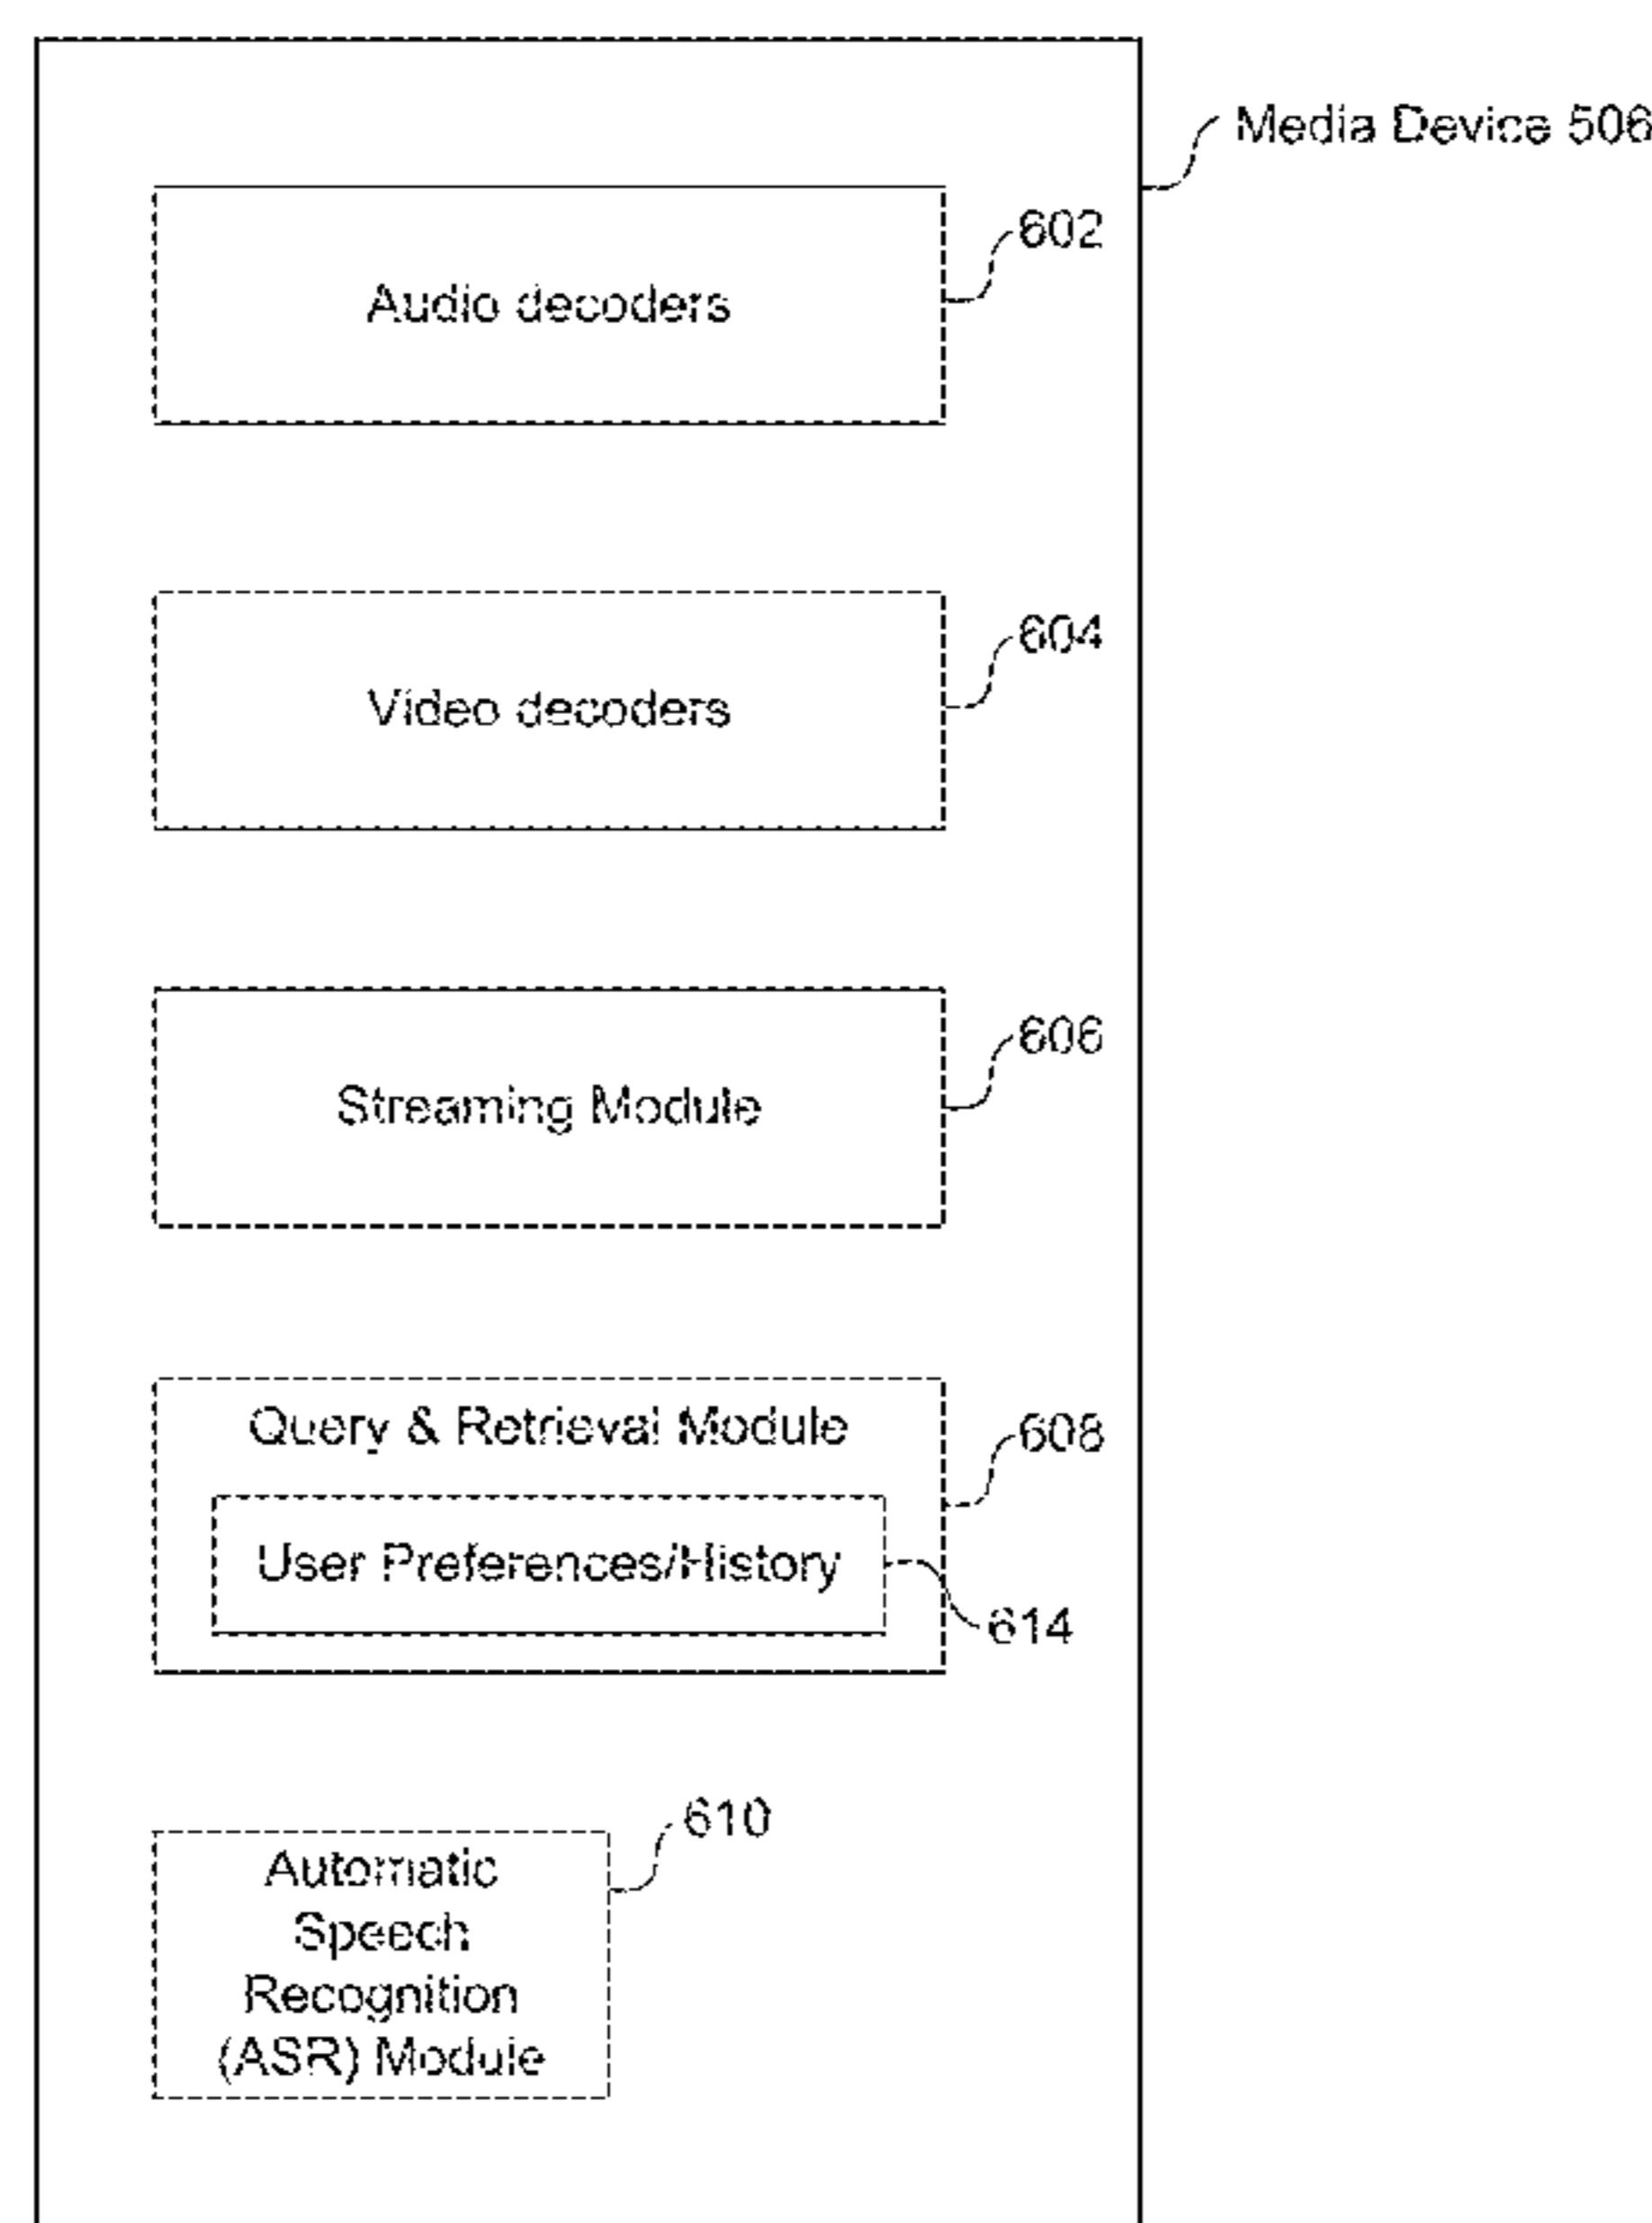 Media Device 506
602
Audio decoders
604
Video decoders
606
Streaming Module
Query & Retrieval Module
608
User Preferences/History
614
610
Automatic
Speech
Recognition
(ASR) Module